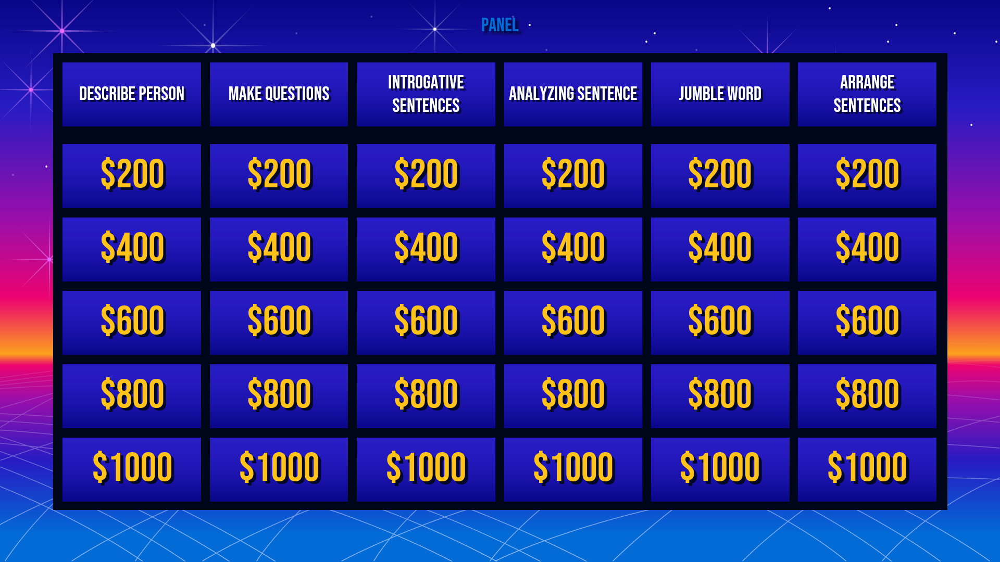 PANEL
DESCRIBE PERSON
MAKE QUESTIONS
INTROGATIVE
SENTENCES
ANALYZING SENTENCE
JUMBLE WORD
ARRANGE
SENTENCES
$200 $200 $200 $200 $200 $200
$400 $400 $400 $400 $400 $400
$600 $600 $600 $600 $600 $600
$800 $800 $800 $800 $800 $800
$1000 $1000 $1000 $1000 $1000 $1000